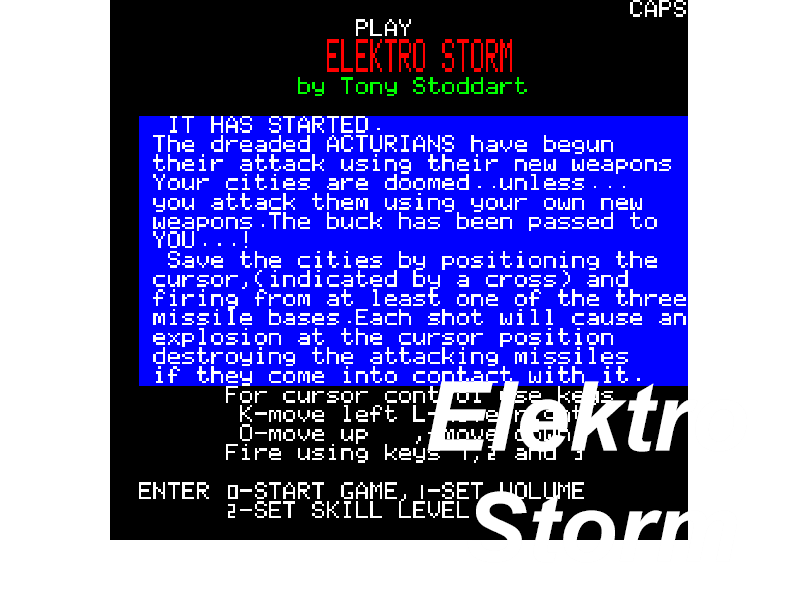 CAPS
PLAY
ELEKTRO STORM
by Tony Stoddart
IT HAS STARTED.
The dreaded ACTURIANS have begun
their attack using their new weapons
Your cities are doomed..unless...
you attack them using your own new
weapons.The buck has been passed to
YOU...!
Save the cities by positioning the
cursor,(indicated by a cross) and
firing from at least one of the three
missile bases.Each shot will cause an
explosion at the cursor position
destroying the attacking missiles
if they come into contact with it.
For cursor control use keys
K-move left L-move right
O-move up ,-move down
Fire using keys 1,2 and 3
ENTER 0-START GAME,1-SET VOLUME
2-SET SKILL LEVEL
Elektr
Storm